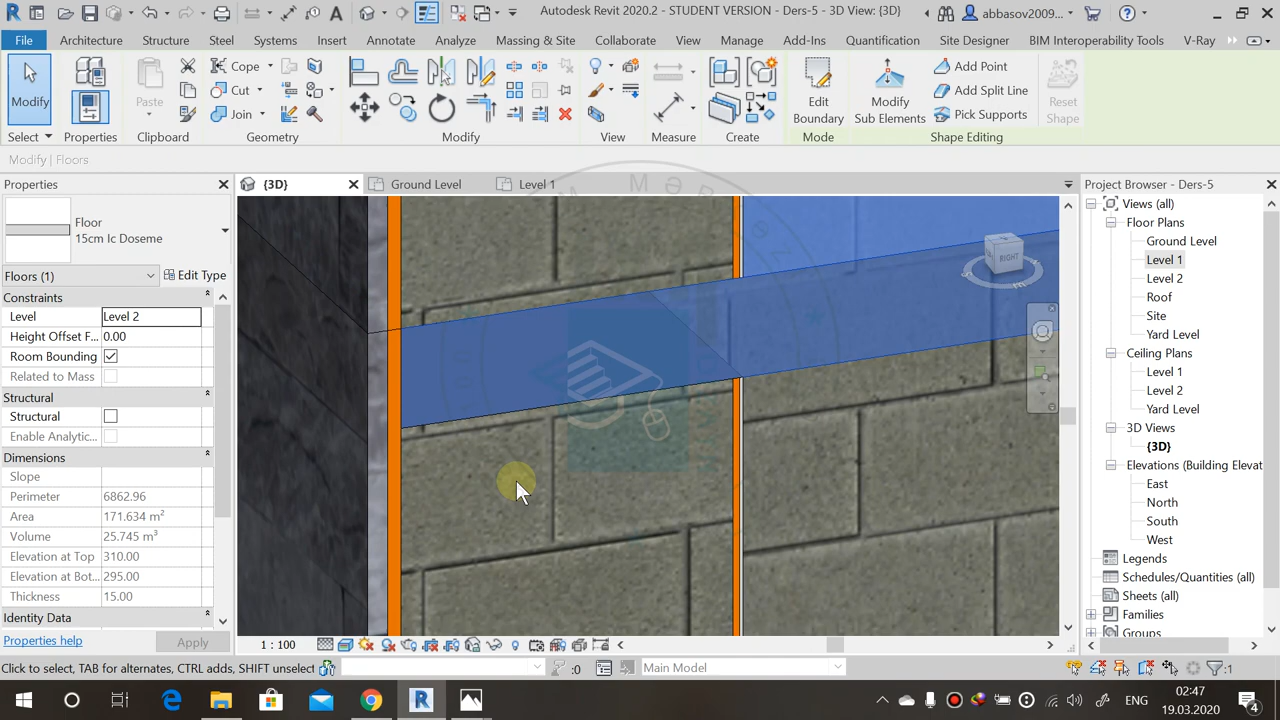 Autodesk Revit 2020.2 - STUDENT VERSION - Ders-5 - 3D View: {3D}
abbasov2009...
File Architecture Structure Steel Systems Insert Annotate Analyze Massing & Site Collaborate View Manage Add-Ins Quantification Site Designer BIM Interoperability Tools V-Ray
Modify
Paste
Cope
Cut
Join
Edit Boundary
Modify Sub Elements
Add Point
Add Split Line
Pick Supports
Reset Shape
Select Properties Clipboard Geometry Modify View Measure Create Mode Shape Editing
Modify | Floors
Properties
{3D} Ground Level Level 1
Project Browser - Ders-5
Floor
15cm Ic Doseme
Floors (1) Edit Type
Constraints
Level Level 2
Height Offset F... 0.00
Room Bounding
Related to Mass
Structural
Structural
Enable Analytic...
Dimensions
Slope
Perimeter 6862.96
Area 171.634 m²
Volume 25.745 m³
Elevation at Top 310.00
Elevation at Bot... 295.00
Thickness 15.00
Identity Data
Properties help Apply
RIGHT
Views (all)
Floor Plans
Ground Level
Level 1
Level 2
Roof
Site
Yard Level
Ceiling Plans
Level 1
Level 2
Yard Level
3D Views
{3D}
Elevations (Building Elevat
East
North
South
West
Legends
Schedules/Quantities (all)
Sheets (all)
Families
Groups
1 : 100
Click to select, TAB for alternates, CTRL adds, SHIFT unselect
:0
Main Model
:1
ENG
02:47
19.03.2020
4